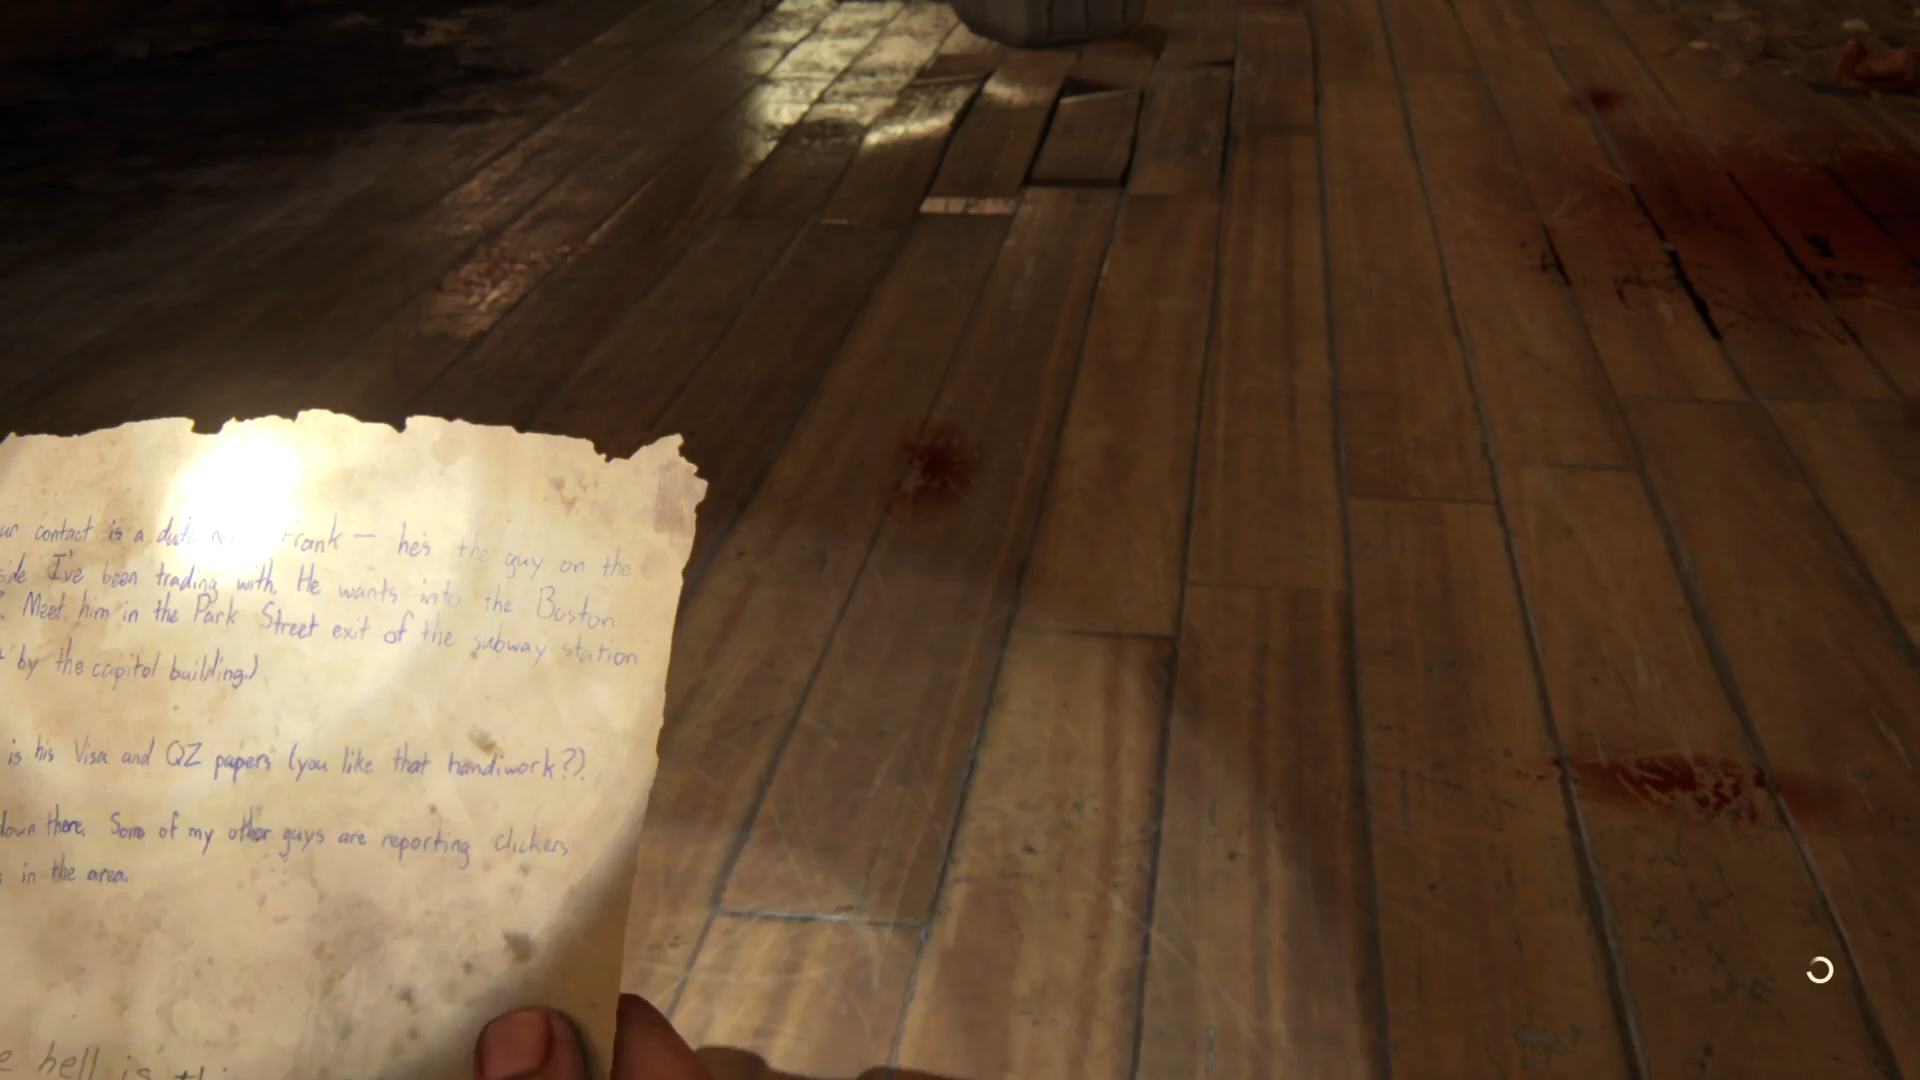 contact is a dude Frank — he's the guy on the
I've been trading with. He wants into the Boston
Meet him in the Park Street exit of the subway station
by the capitol building.)
is his Visa and QZ papers (you like that handiwork?).
down there. Some of my other guys are reporting clickers
in the area.
hell is